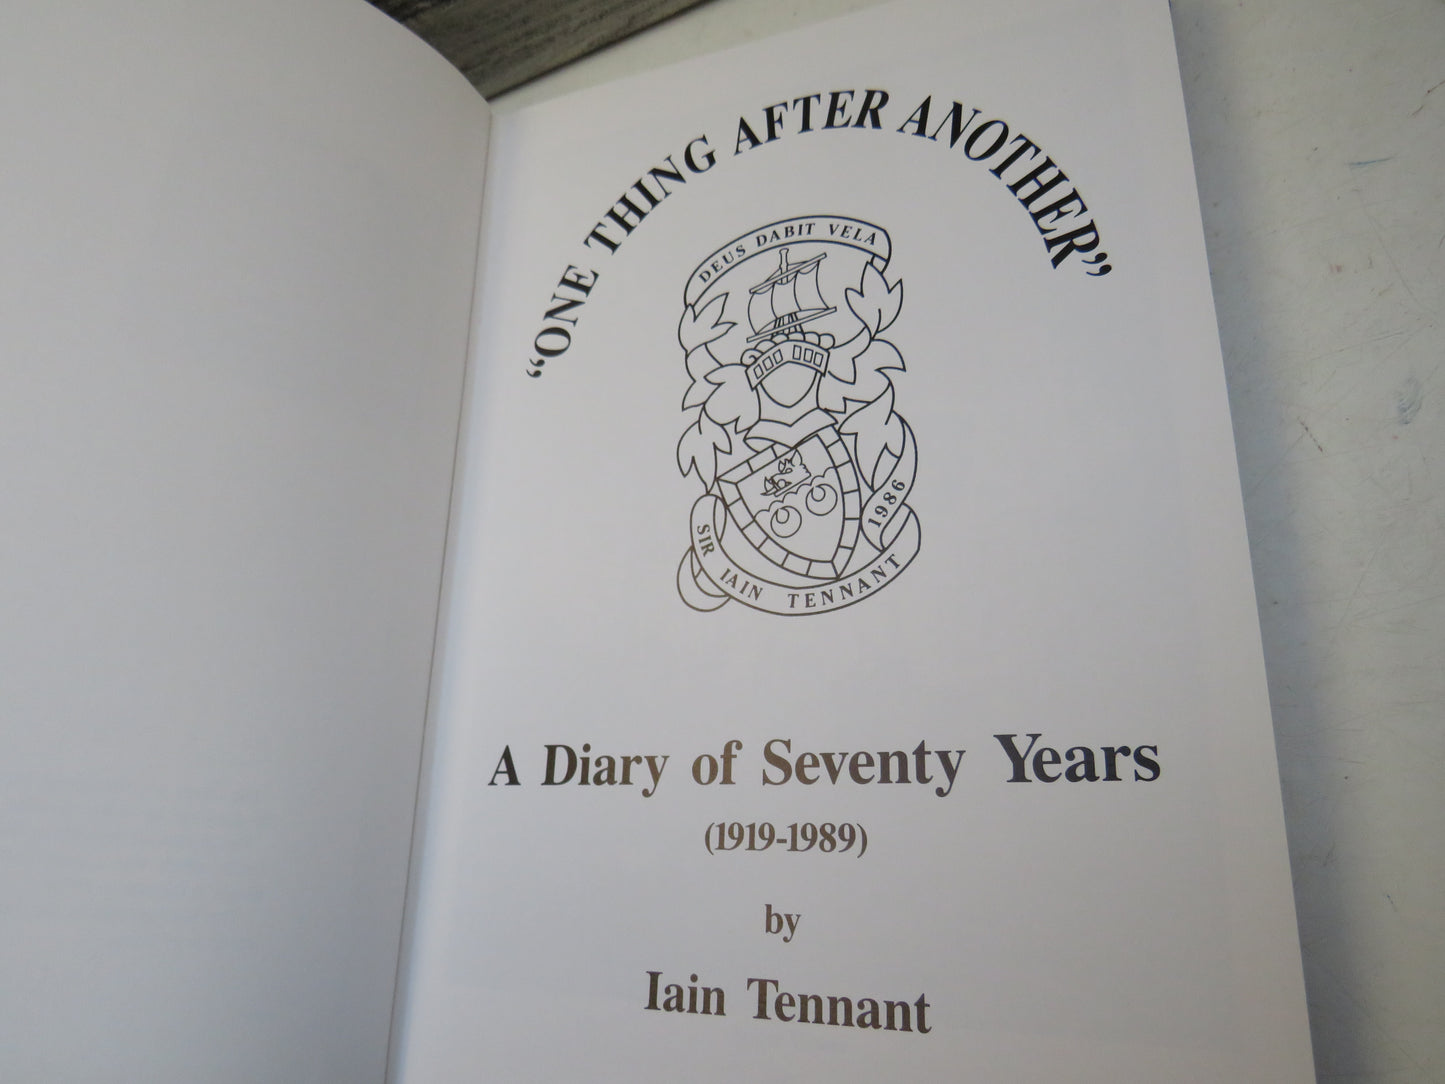 “ONE THING AFTER ANOTHER”
DEUS DABIT VELA
1986
SIR IAIN TENNANT
A Diary of Seventy Years
(1919-1989)
by
Iain Tennant